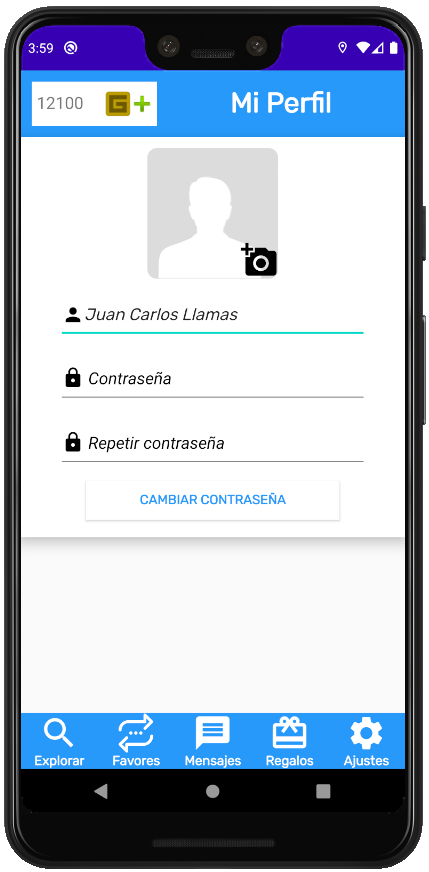 3:59
12100 G
Mi Perfil
Juan Carlos Llamas
Contraseña
Repetir contraseña
CAMBIAR CONTRASEÑA
Explorar Favores Mensajes Regalos Ajustes